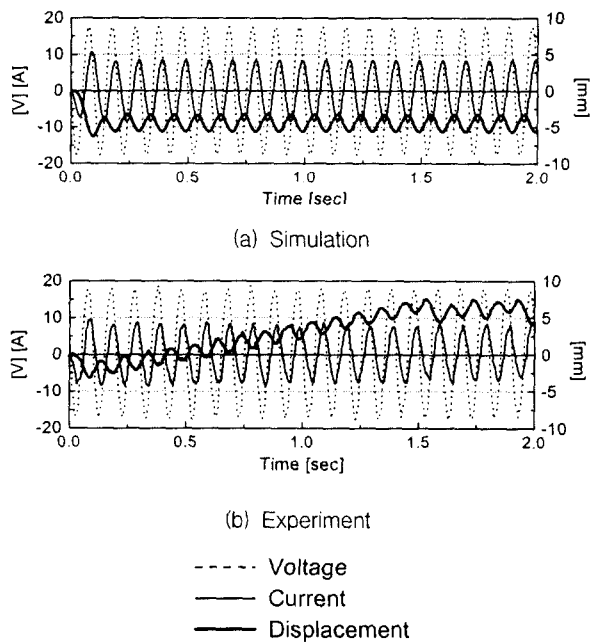 20
10
0
-10
-20
[V] [A]
10
5
0
-5
-10
[mm]
0.0 0.5 1.0 1.5 2.0
Time [sec]
(a) Simulation
20
10
0
-10
-20
[V] [A]
10
5
0
-5
-10
[mm]
0.0 0.5 1.0 1.5 2.0
Time [sec]
(b) Experiment
Voltage
Current
Displacement